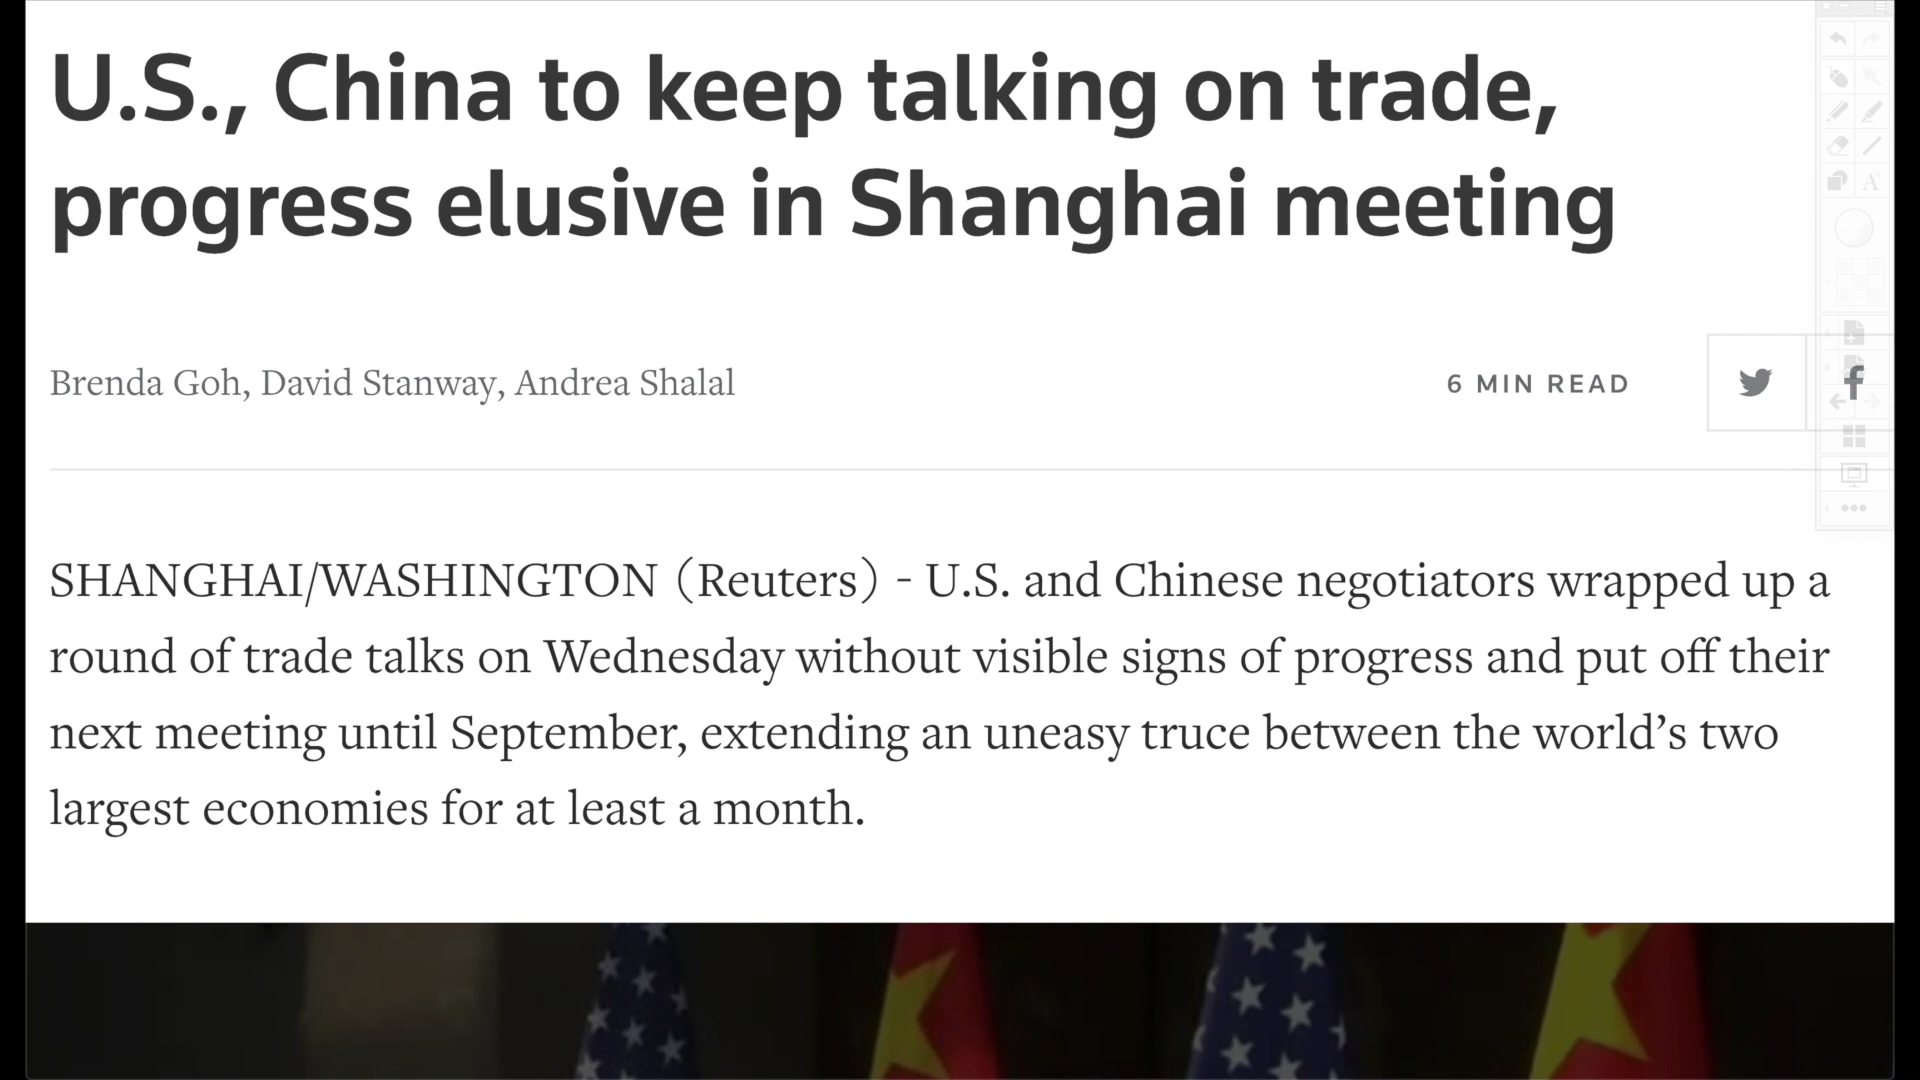 U.S., China to keep talking on trade,
progress elusive in Shanghai meeting
Brenda Goh, David Stanway, Andrea Shalal
6 MIN READ
SHANGHAI/WASHINGTON (Reuters) - U.S. and Chinese negotiators wrapped up a
round of trade talks on Wednesday without visible signs of progress and put off their
next meeting until September, extending an uneasy truce between the world’s two
largest economies for at least a month.